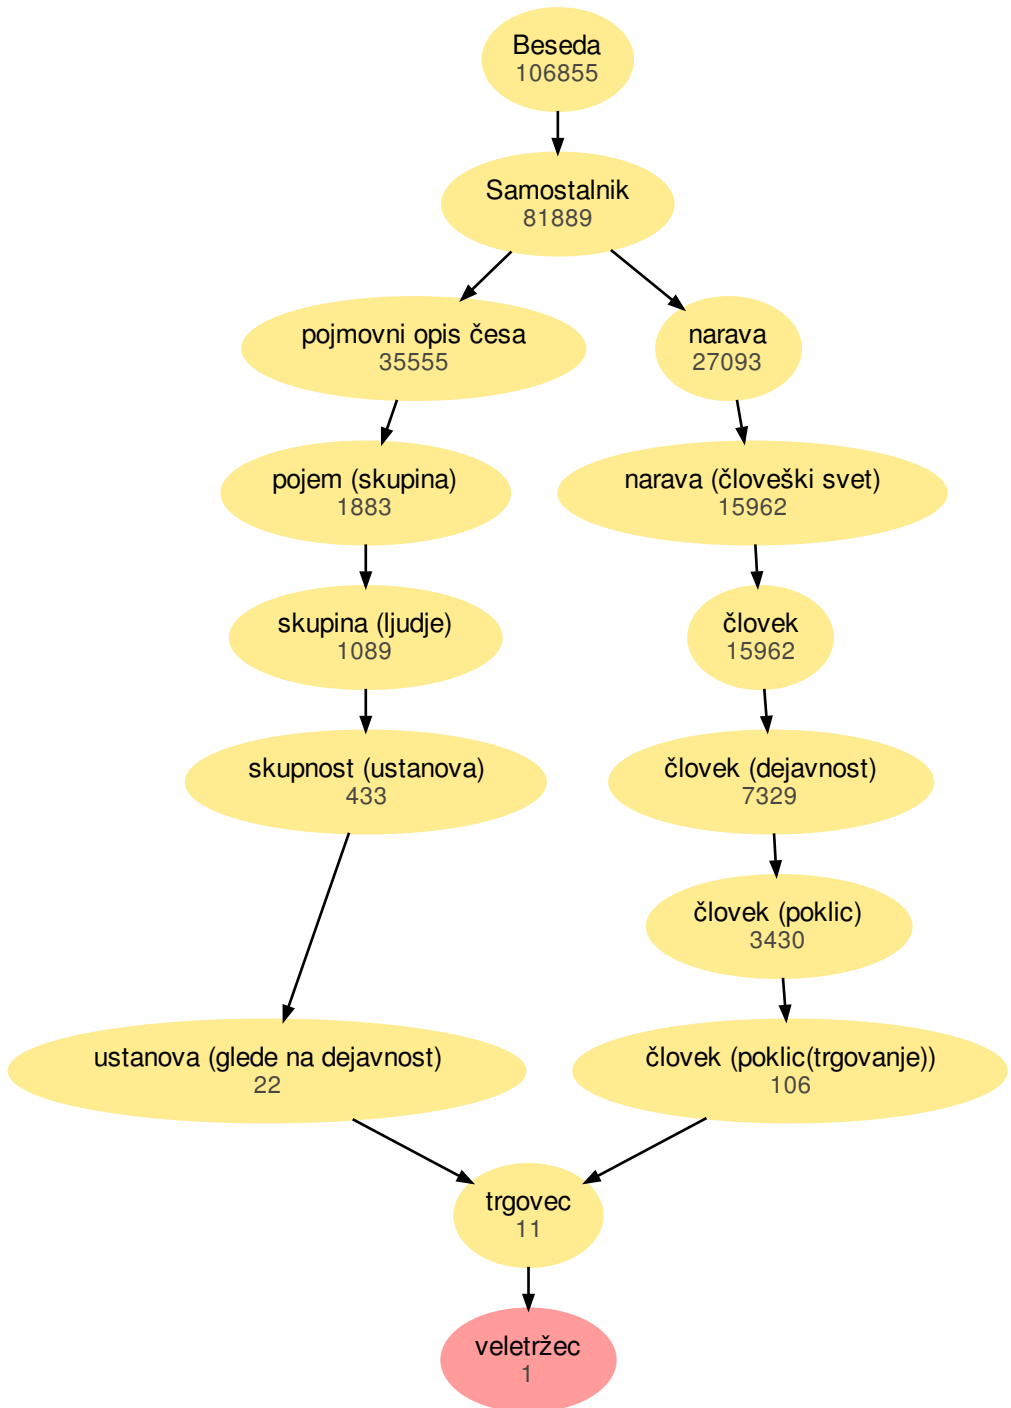 Beseda
106855
Samostalnik
81889
pojmovni opis česa
35555
narava
27093
pojem (skupina)
1883
narava (človeški svet)
15962
skupina (ljudje)
1089
človek
15962
skupnost (ustanova)
433
človek (dejavnost)
7329
človek (poklic)
3430
ustanova (glede na dejavnost)
22
človek (poklic(trgovanje))
106
trgovec
11
veletržec
1